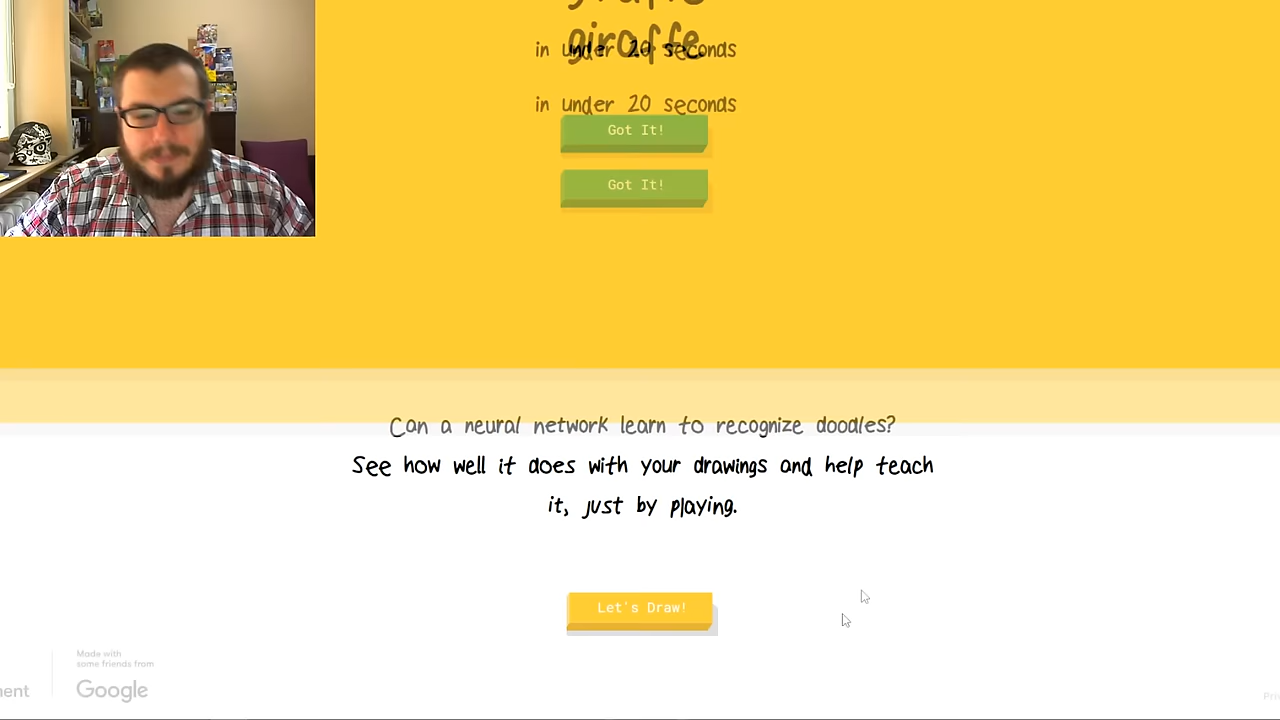 giraffe
in under 20 seconds
in under 20 seconds
Got It!
Got It!
Can a neural network learn to recognize doodles?
See how well it does with your drawings and help teach
it, just by playing.
Let's Draw!
Made with
some friends from
Google